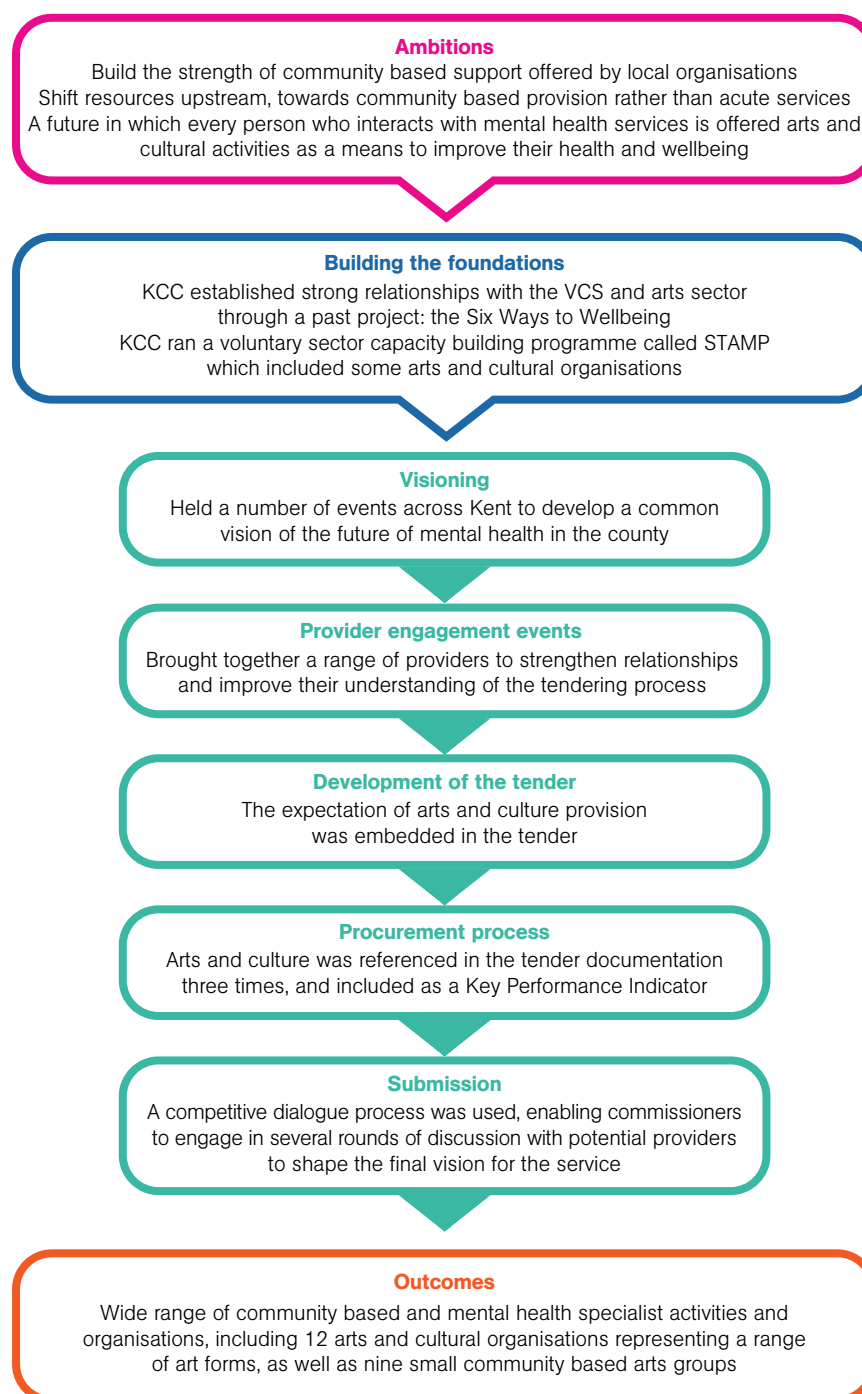 Ambitions
Build the strength of community based support offered by local organisations
Shift resources upstream, towards community based provision rather than acute services
A future in which every person who interacts with mental health services is offered arts and
cultural activities as a means to improve their health and wellbeing
Building the foundations
KCC established strong relationships with the VCS and arts sector
through a past project: the Six Ways to Wellbeing
KCC ran a voluntary sector capacity building programme called STAMP
which included some arts and cultural organisations
Visioning
Held a number of events across Kent to develop a common
vision of the future of mental health in the county
Provider engagement events
Brought together a range of providers to strengthen relationships
and improve their understanding of the tendering process
Development of the tender
The expectation of arts and culture provision
was embedded in the tender
Procurement process
Arts and culture was referenced in the tender documentation
three times, and included as a Key Performance Indicator
Submission
A competitive dialogue process was used, enabling commissioners
to engage in several rounds of discussion with potential providers
to shape the final vision for the service
Outcomes
Wide range of community based and mental health specialist activities and
organisations, including 12 arts and cultural organisations representing a range
of art forms, as well as nine small community based arts groups